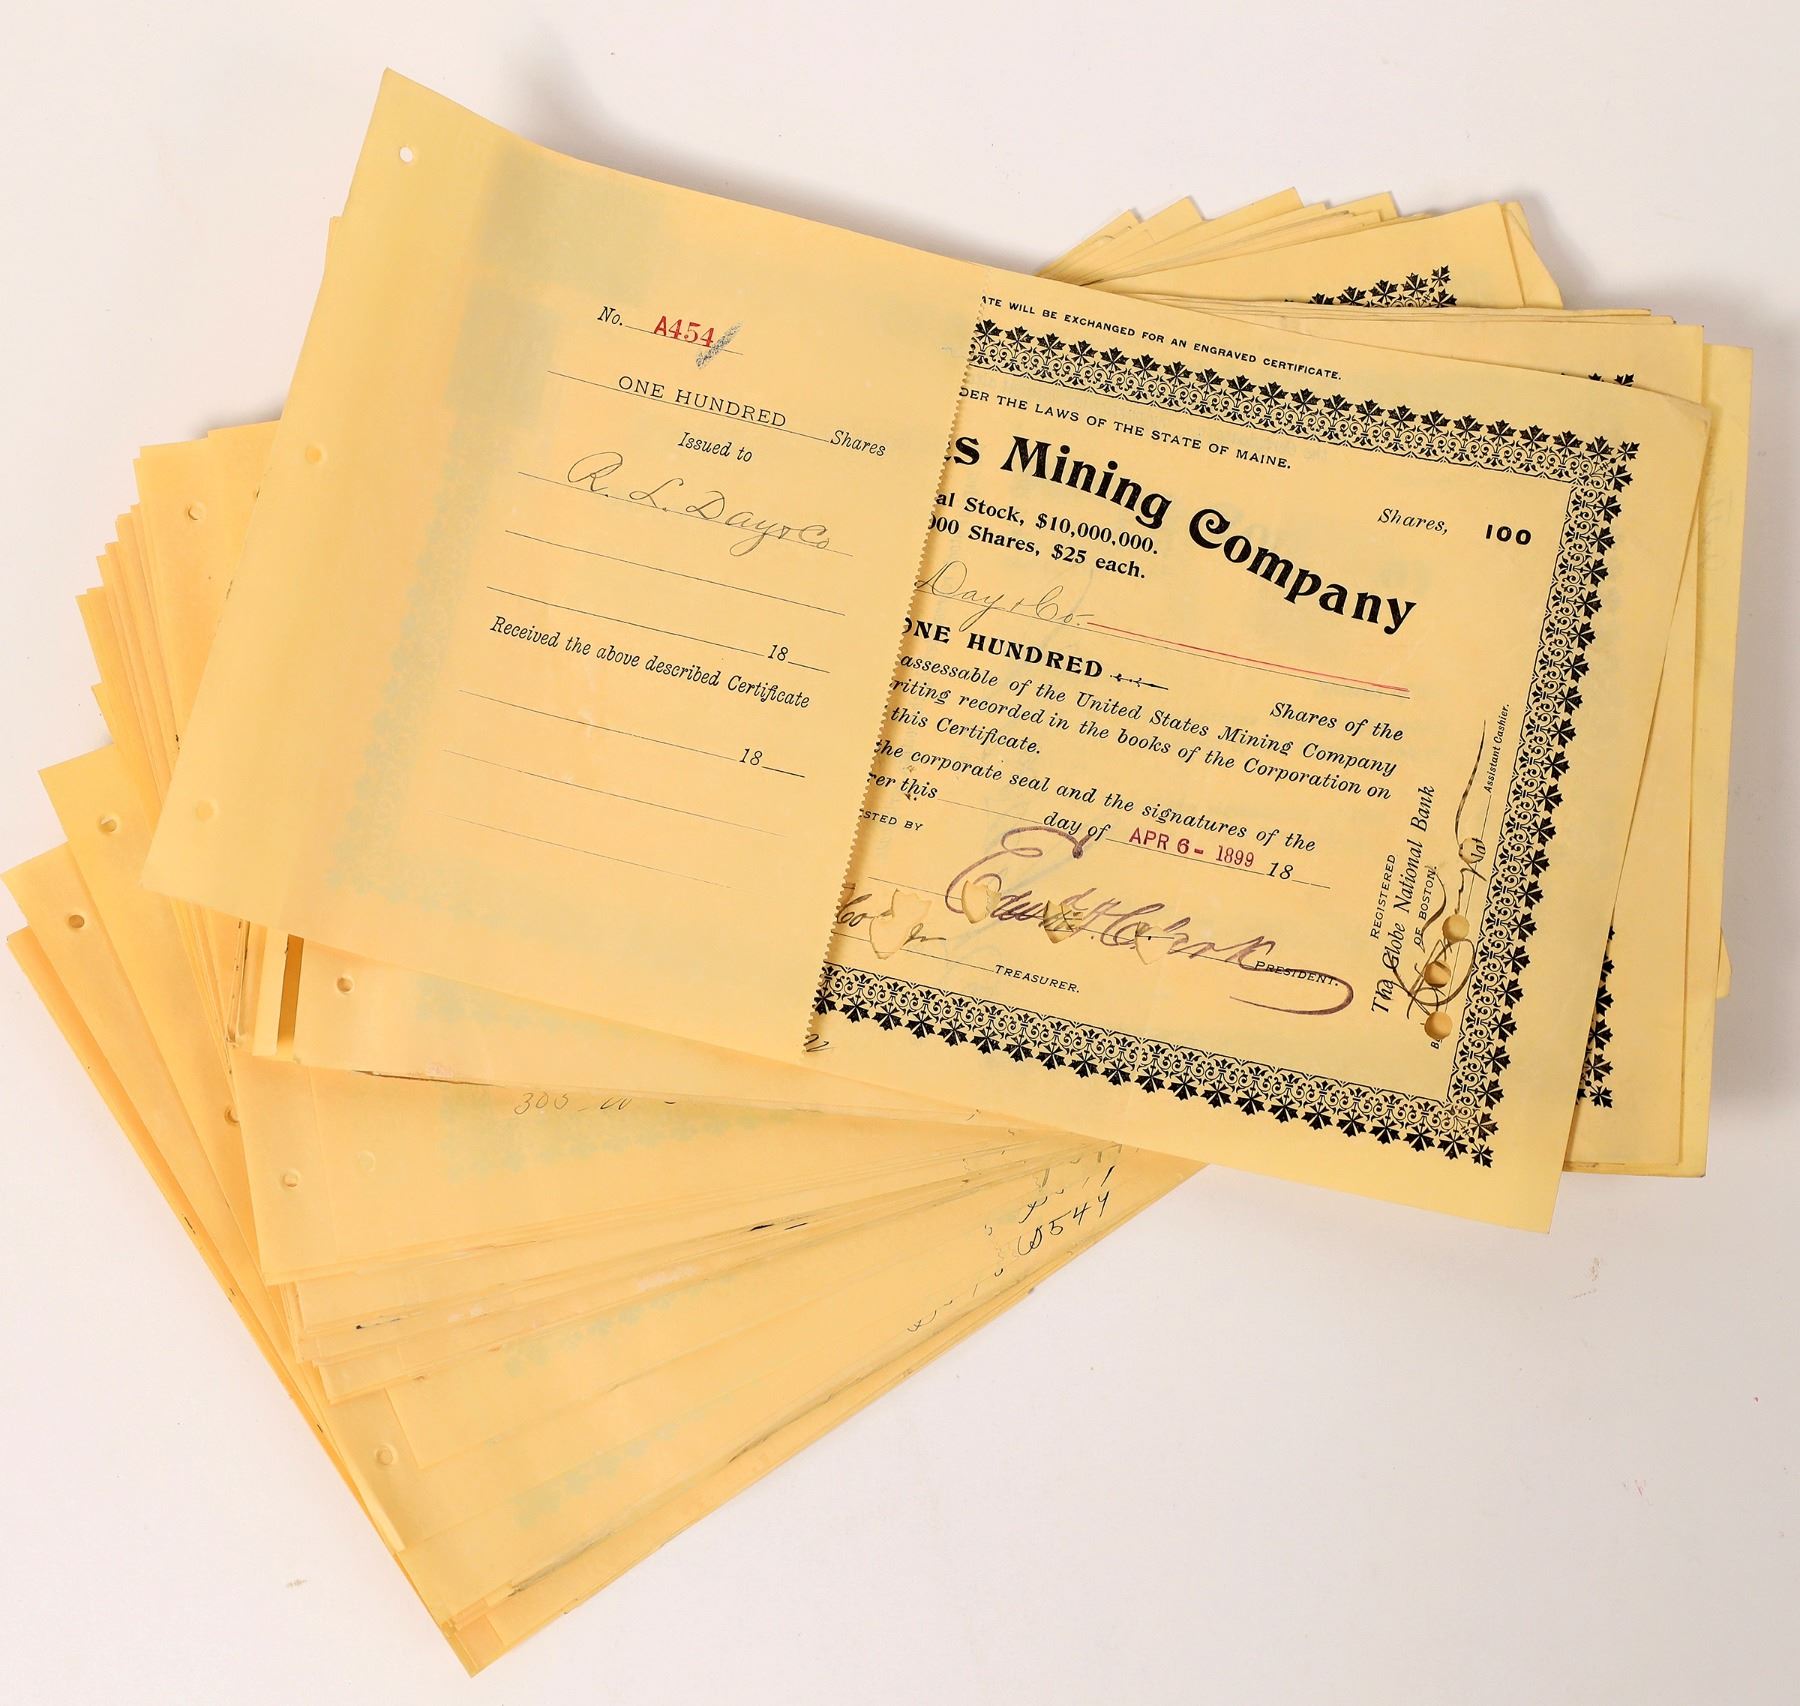 No. A454
ONE HUNDRED Shares
Issued to
R. L. Day & Co
18
Received the above described Certificate
18
ATE WILL BE EXCHANGED FOR AN ENGRAVED CERTIFICATE.
DER THE LAWS OF THE STATE OF MAINE.
s Mining Company
Shares, 100
al Stock, $10,000,000.
000 Shares, $25 each.
Day & Co.
ONE HUNDRED
Shares of the
assessable of the United States Mining Company
riting recorded in the books of the Corporation on
this Certificate.
he corporate seal and the signatures of the
er this day of APR 6- 1899 18
STED BY
PRESIDENT.
TREASURER.
REGISTERED
The Globe National Bank
OF BOSTON
Assistant Cashier.
6544